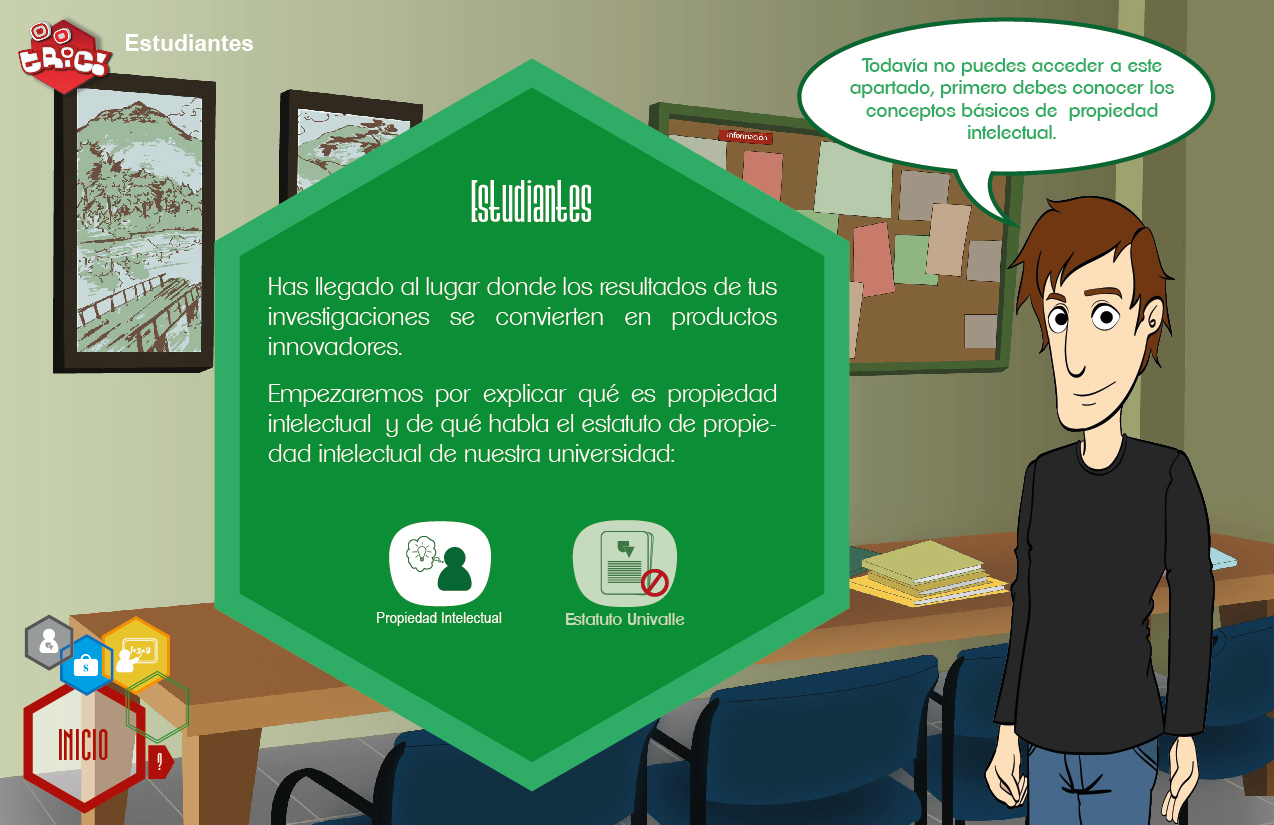 tRiC!
Estudiantes
Todavía no puedes acceder a este
apartado, primero debes conocer los
conceptos básicos de propiedad
intelectual.
Información
Estudiantes
Has llegado al lugar donde los resultados de tus
investigaciones se convierten en productos
innovadores.
Empezaremos por explicar qué es propiedad
intelectual y de qué habla el estatuto de propie-
dad intelectual de nuestra universidad:
Propiedad Intelectual
Estatuto Univalle
1+2=3
$
INICIO
?